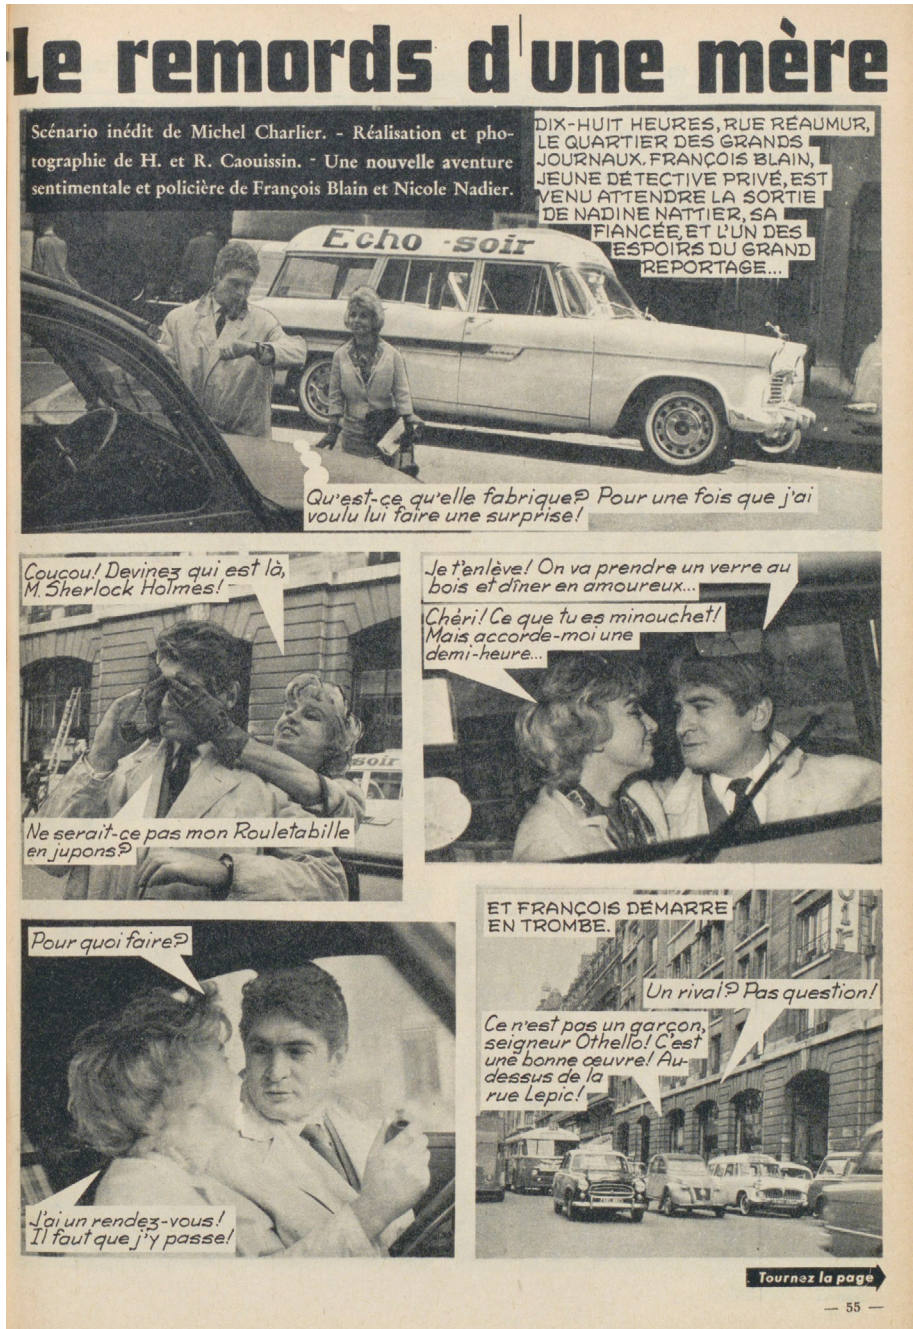 Le remords d'une mère
Scénario inédit de Michel Charlier. - Réalisation et pho-
tographie de H. et R. Caouissin. - Une nouvelle aventure
sentimentale et policière de François Blain et Nicole Nadier.
DIX-HUIT HEURES, RUE RÉAUMUR,
LE QUARTIER DES GRANDS
JOURNAUX. FRANÇOIS BLAIN,
JEUNE DÉTECTIVE PRIVÉ, EST
VENU ATTENDRE LA SORTIE
DE NADINE NATTIER, SA
FIANCÉE, ET L'UN DES
ESPOIRS DU GRAND
REPORTAGE...
Echo-soir
Qu'est-ce qu'elle fabrique? Pour une fois que j'ai
voulu lui faire une surprise!
Coucou! Devinez qui est là,
M. Sherlock Holmes!
soir
Ne serait-ce pas mon Rouletabille
en jupons?
Je t'enlève! On va prendre un verre au
bois et dîner en amoureux...
Chéri! Ce que tu es minouchet!
Mais accorde-moi une
demi-heure...
Pour quoi faire?
J'ai un rendez-vous!
Il faut que j'y passe!
ET FRANÇOIS DÉMARRE
EN TROMBE.
Un rival? Pas question!
Ce n'est pas un garçon,
seigneur Othello! C'est
une bonne œuvre! Au-
dessus de la
rue Lepic!
Tournez la page
— 55 —